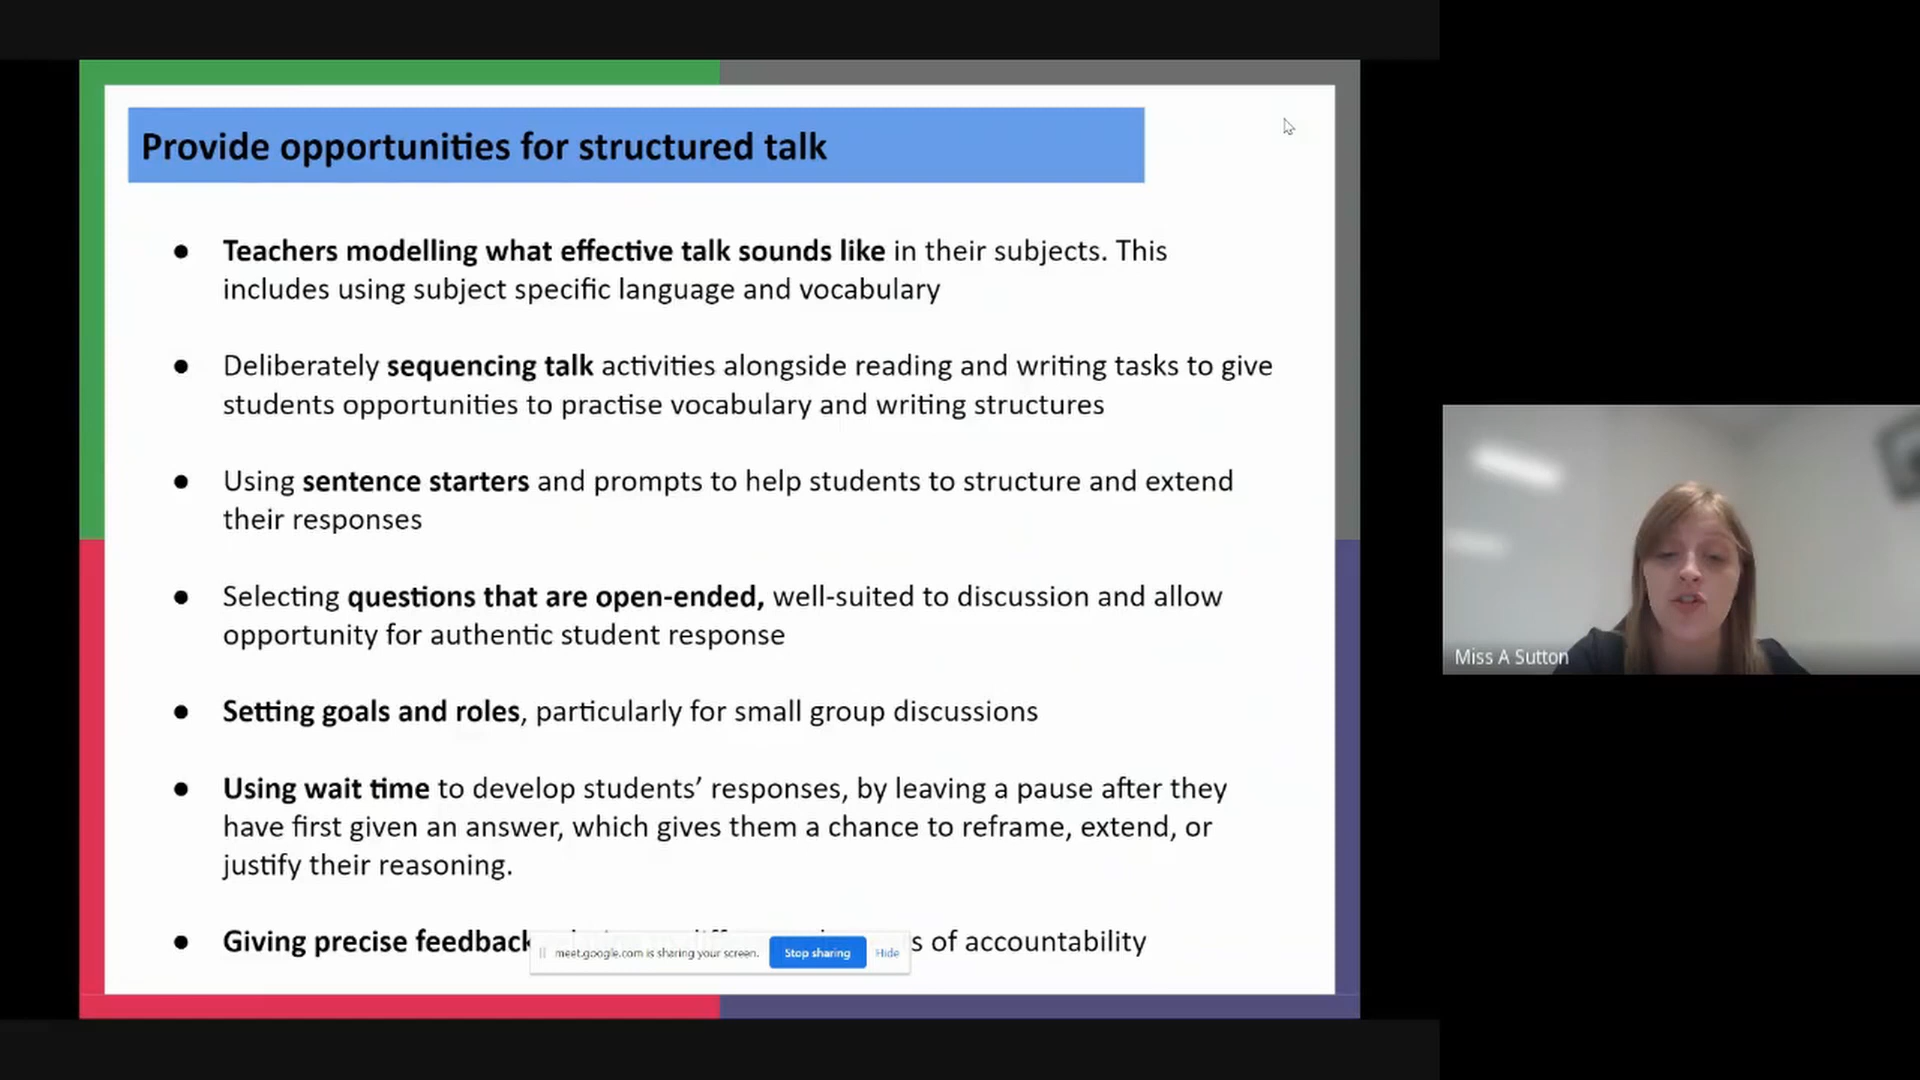 Provide opportunities for structured talk
● Teachers modelling what effective talk sounds like in their subjects. This
includes using subject specific language and vocabulary
● Deliberately sequencing talk activities alongside reading and writing tasks to give
students opportunities to practise vocabulary and writing structures
● Using sentence starters and prompts to help students to structure and extend
their responses
● Selecting questions that are open-ended, well-suited to discussion and allow
opportunity for authentic student response
● Setting goals and roles, particularly for small group discussions
● Using wait time to develop students’ responses, by leaving a pause after they
have first given an answer, which gives them a chance to reframe, extend, or
justify their reasoning.
● Giving precise feedback of accountability
meet.google.com is sharing your screen. Stop sharing Hide
Miss A Sutton